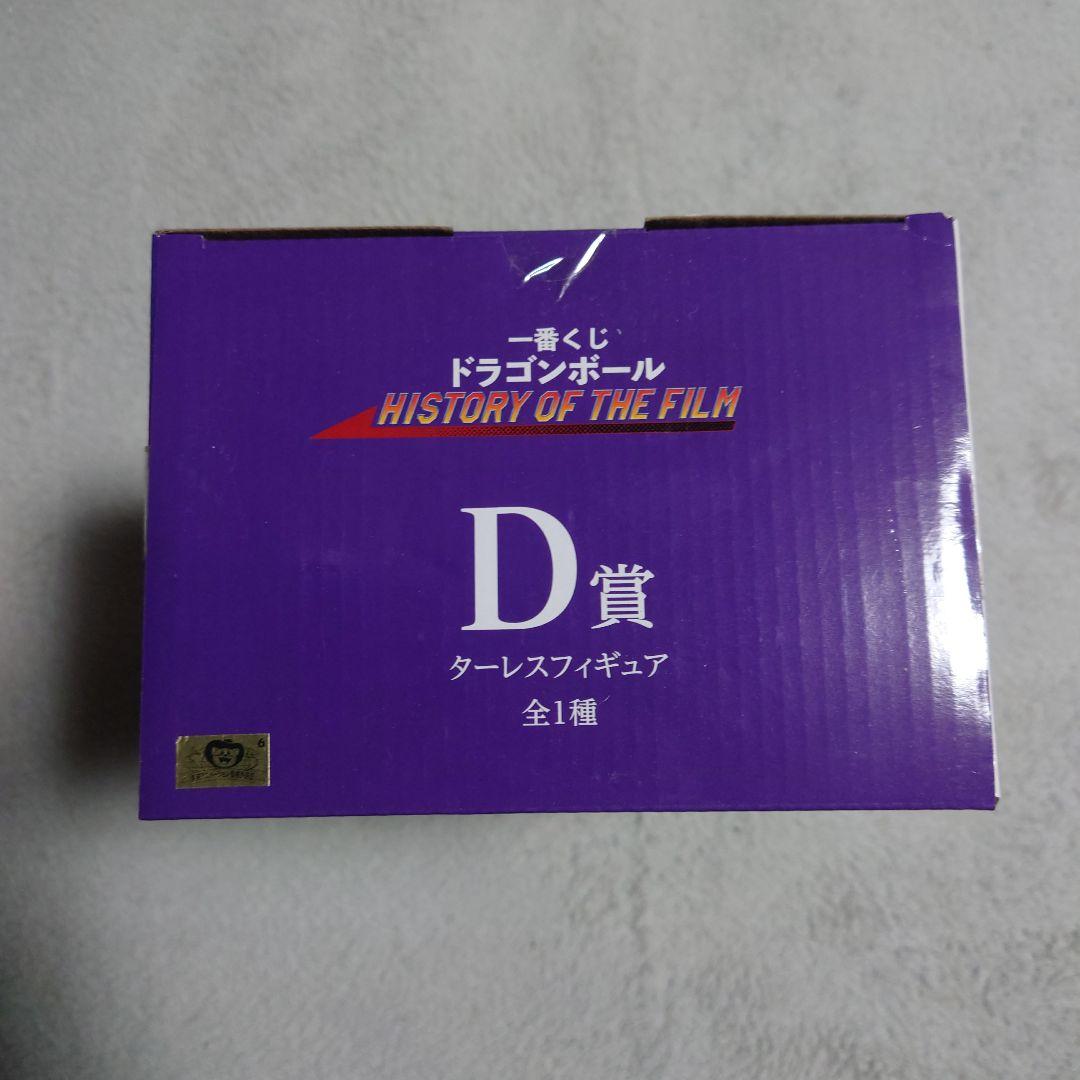 一番くじ
ドラゴンボール
HISTORY OF THE FILM
D賞
ターレスフィギュア
全1種
6